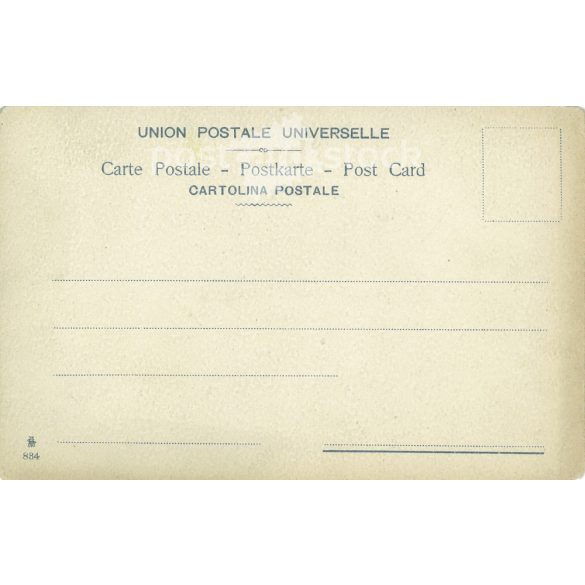 UNION POSTALE UNIVERSELLE
Carte Postale - Postkarte - Post Card
CARTOLINA POSTALE
884